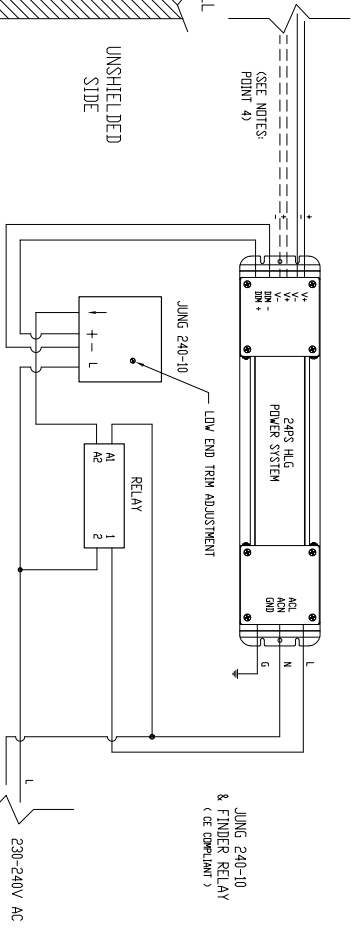 LL
UNSHIELDED
SIDE
(SEE NOTES:
POINT 4)
+
-
+
-
V+
V-
V+
V-
DIM -
DIM +
24PS HLG
POWER SYSTEM
ACL
ACN
GND
L
N
G
JUNG 240-10
LOW END TRIM ADJUSTMENT
+
-
L
RELAY
A1
A2
1
2
JUNG 240-10
& FINDER RELAY
( CE COMPLIANT )
L
230-240V AC